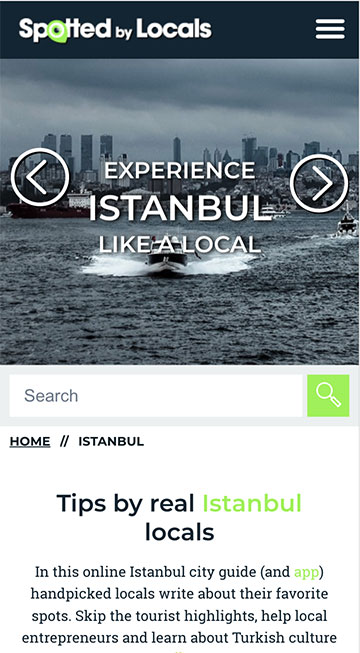 Spotted by Locals
EXPERIENCE
ISTANBUL
LIKE A LOCAL
Search
HOME // ISTANBUL
Tips by real Istanbul
locals
In this online Istanbul city guide (and app)
handpicked locals write about their favorite
spots. Skip the tourist highlights, help local
entrepreneurs and learn about Turkish culture